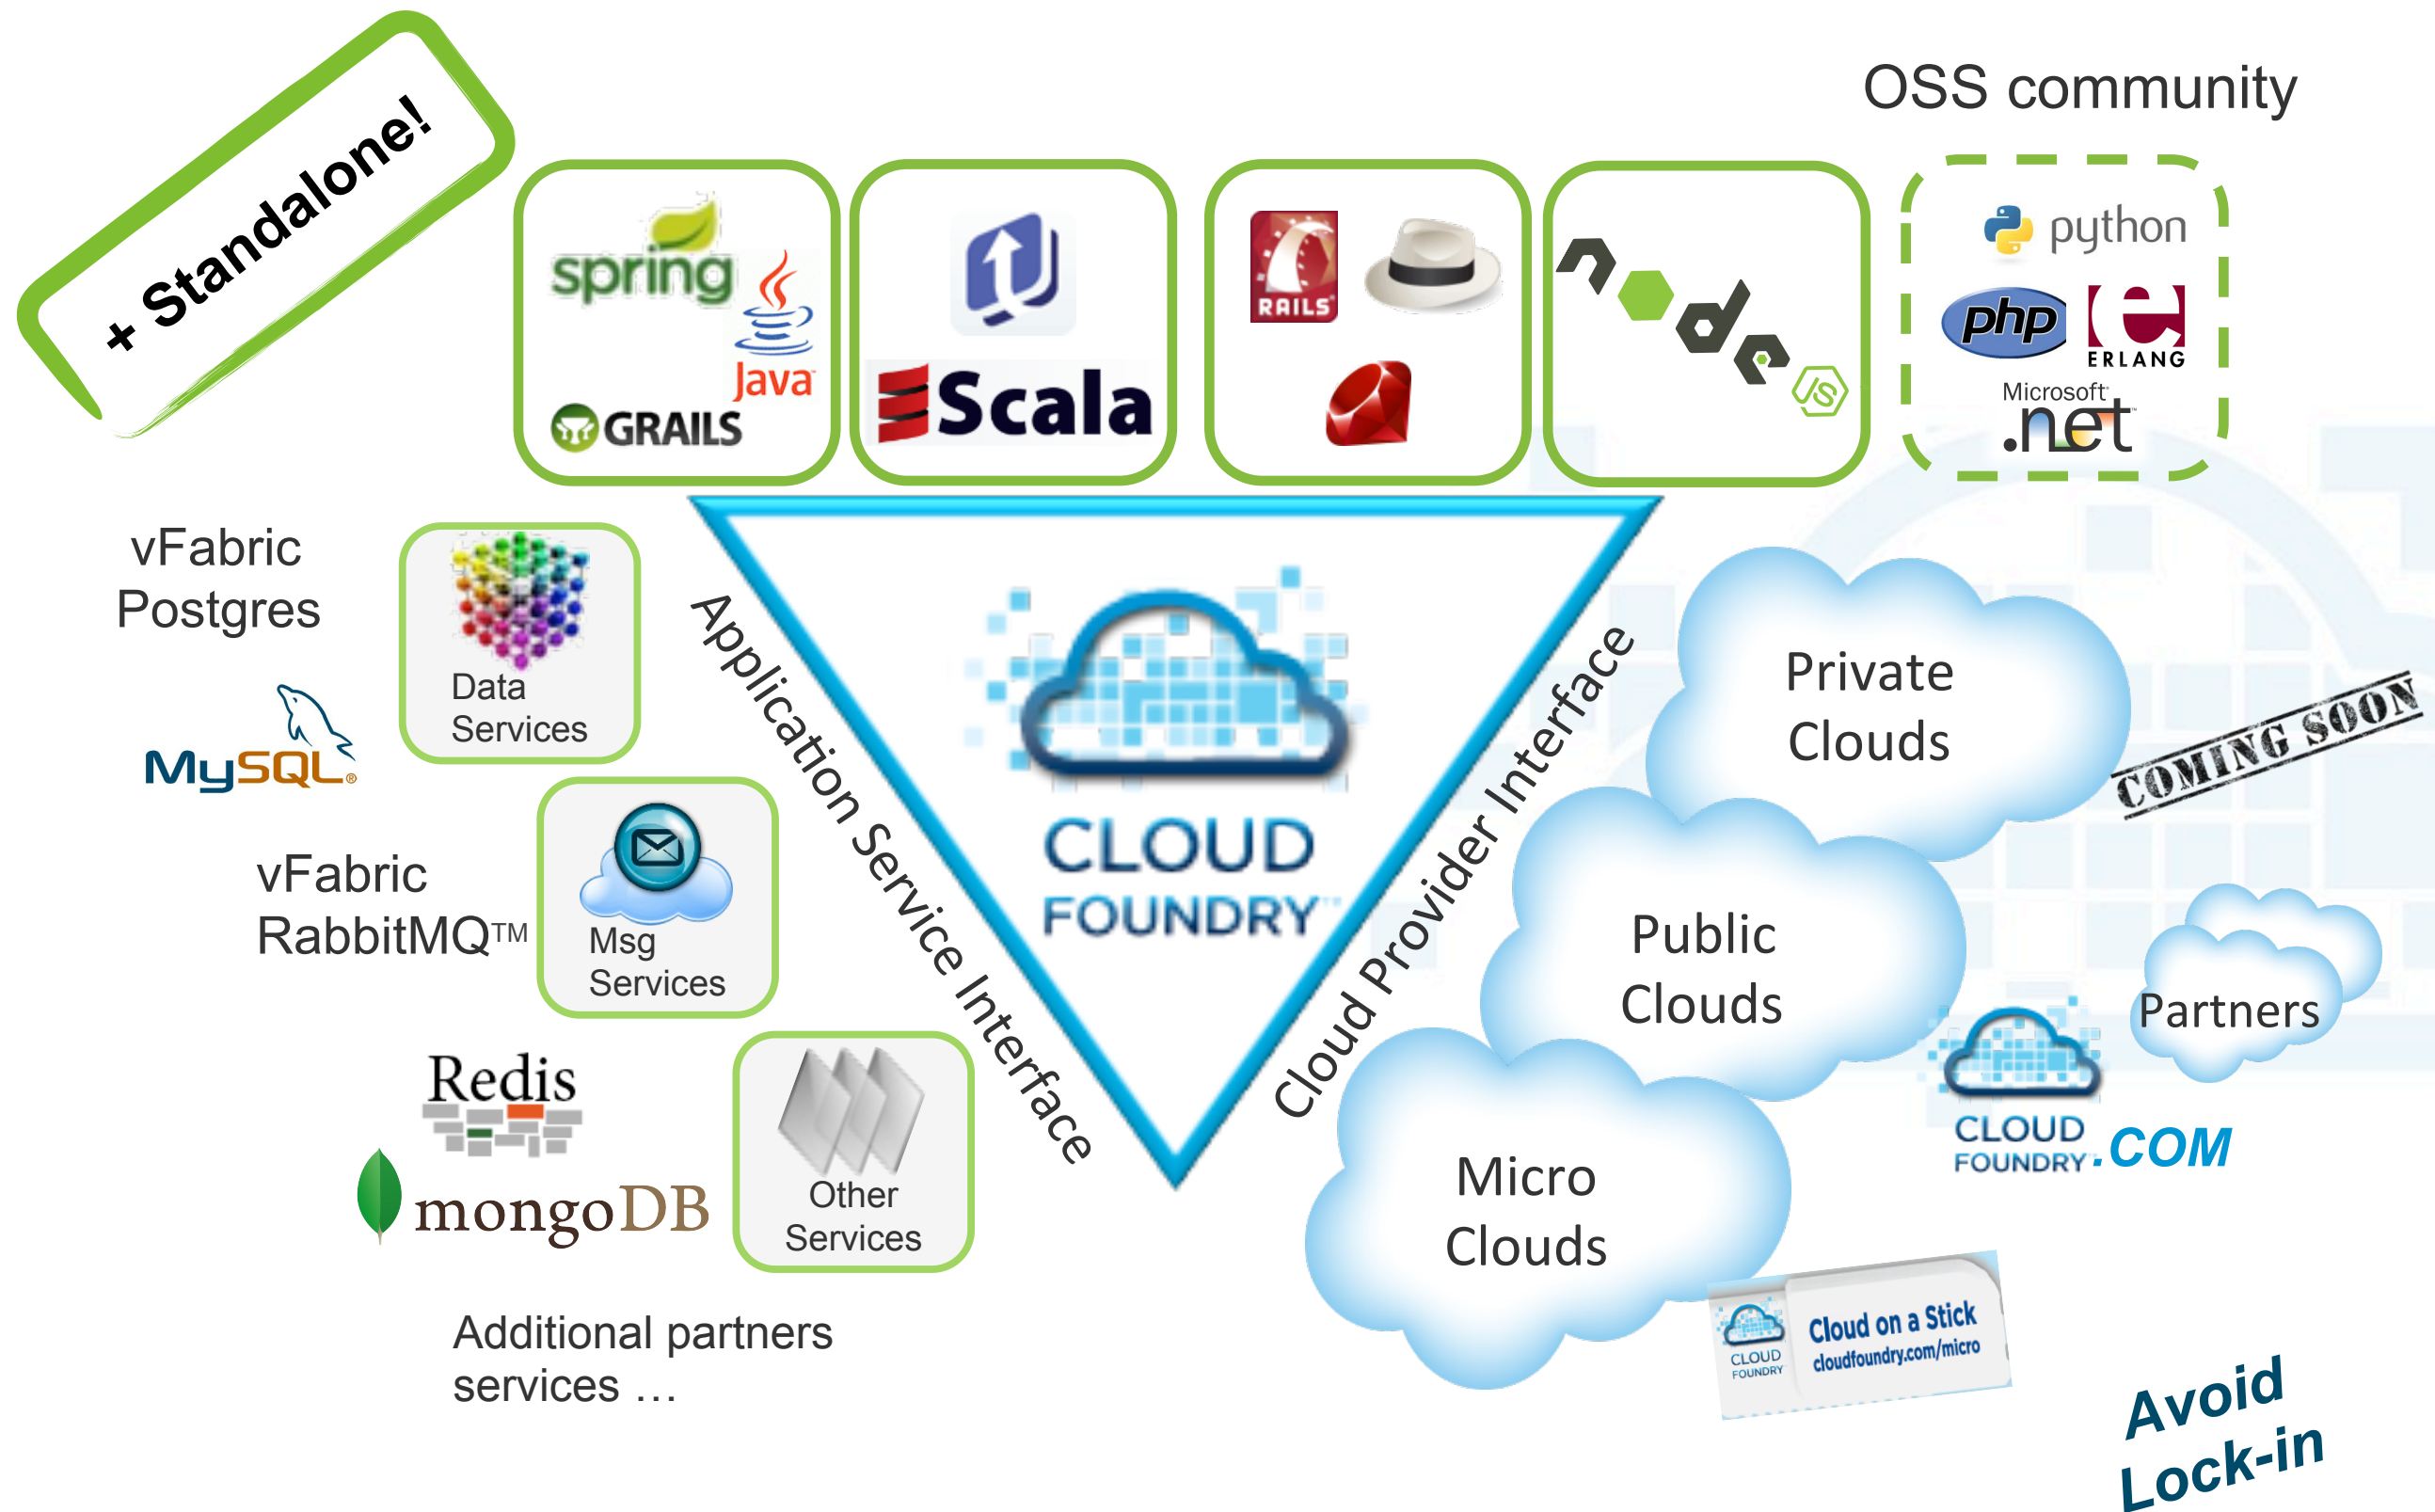 + Standalone!
OSS community
spring
Java
GRAILS
Scala
RAILS
node
JS
python
php
ERLANG
Microsoft
.net
vFabric
Postgres
Data
Services
MySQL®
vFabric
RabbitMQ™
Msg
Services
Redis
mongoDB
Other
Services
Additional partners
services …
Application Service Interface
CLOUD
FOUNDRY™
Cloud Provider Interface
Private
Clouds
COMING SOON
Public
Clouds
Partners
CLOUD
FOUNDRY.COM
Micro
Clouds
CLOUD
FOUNDRY
Cloud on a Stick
cloudfoundry.com/micro
Avoid
Lock-in